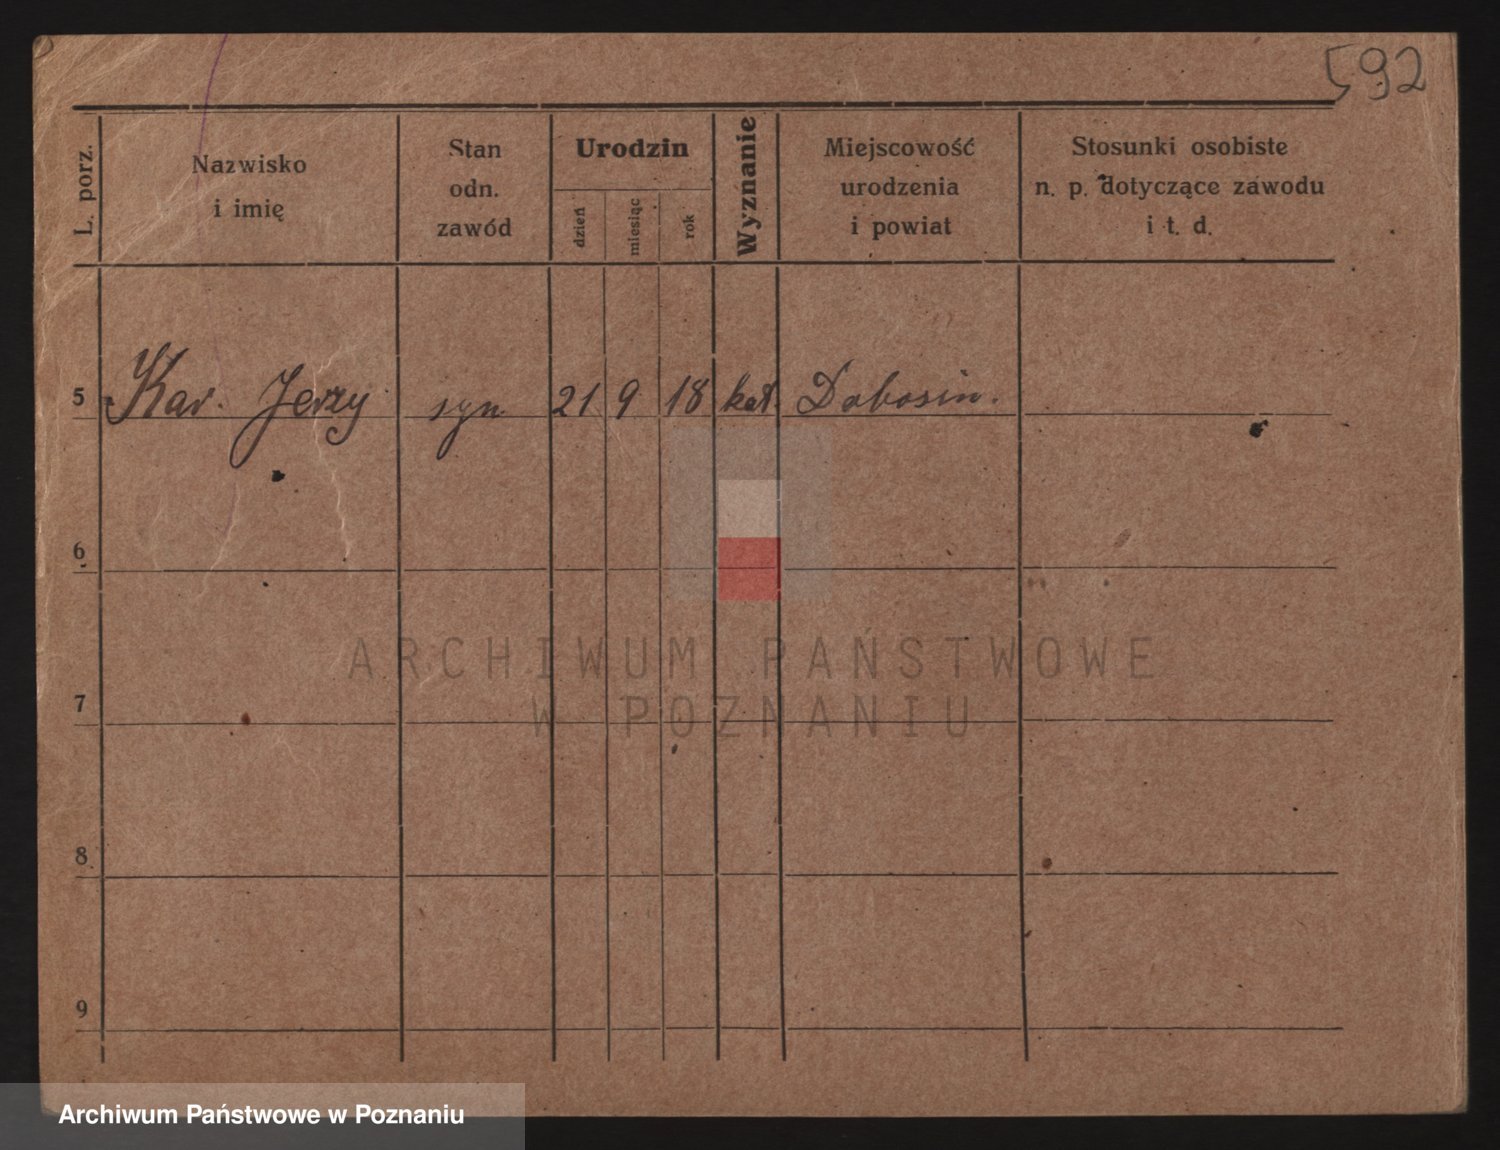 592
L. porz.
Nazwisko
i imię
Stan
odn.
zawód
Urodzin
dzień
miesiąc
rok
Wyznanie
Miejscowość
urodzenia
i powiat
Stosunki osobiste
n. p. dotyczące zawodu
i t. d.
5 Kar. Jerzy syn 21 9 18 kat. Dobosin.
6
7
8
9
ARCHIWUM PAŃSTWOWE
W POZNANIU
Archiwum Państwowe w Poznaniu